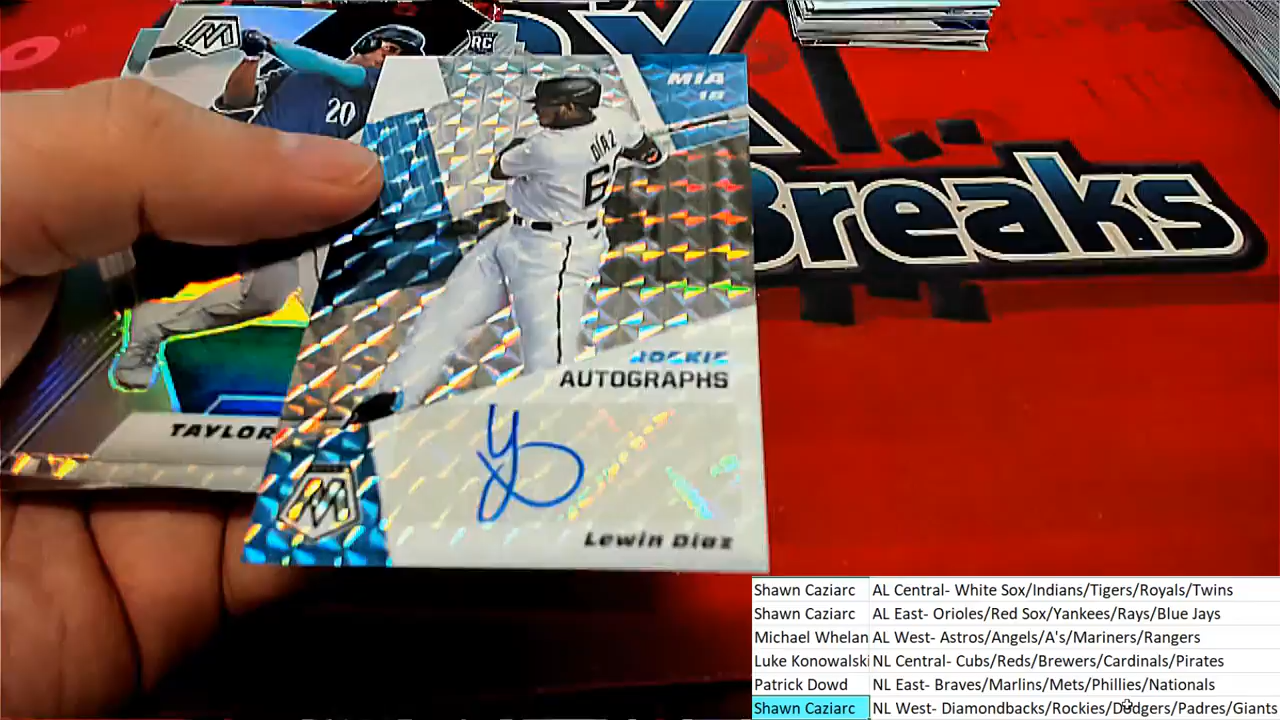 RC
20
MIA
1B
DÍAZ
6
Breaks
ROOKIE
AUTOGRAPHS
TAYLOR
Lewin Díaz
Shawn Caziarc AL Central- White Sox/Indians/Tigers/Royals/Twins
Shawn Caziarc AL East- Orioles/Red Sox/Yankees/Rays/Blue Jays
Michael Whelan AL West- Astros/Angels/A's/Mariners/Rangers
Luke Konowalski NL Central- Cubs/Reds/Brewers/Cardinals/Pirates
Patrick Dowd NL East- Braves/Marlins/Mets/Phillies/Nationals
Shawn Caziarc NL West- Diamondbacks/Rockies/Dodgers/Padres/Giants